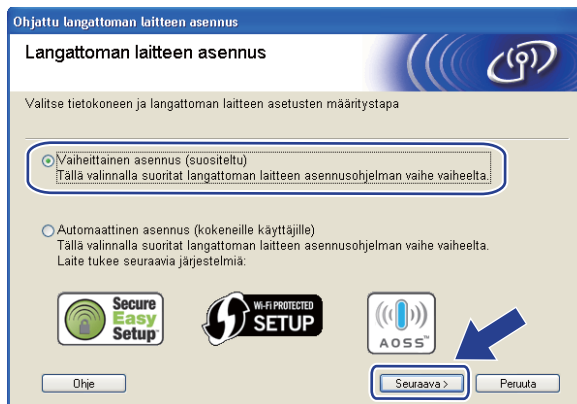 Ohjattu langattoman laitteen asennus
Langattoman laitteen asennus
Valitse tietokoneen ja langattoman laitteen asetusten määritystapa
Vaiheittainen asennus (suositeltu)
Tällä valinnalla suoritat langattoman laitteen asennusohjelman vaihe vaiheelta.
Automaattinen asennus (kokeneille käyttäjille)
Tällä valinnalla suoritat langattoman laitteen asennusohjelman vaihe vaiheelta.
Laite tukee seuraavia järjestelmiä:
Secure
Easy
Setup
Wi-Fi PROTECTED
SETUP
AOSS™
Ohje
Seuraava >
Peruuta